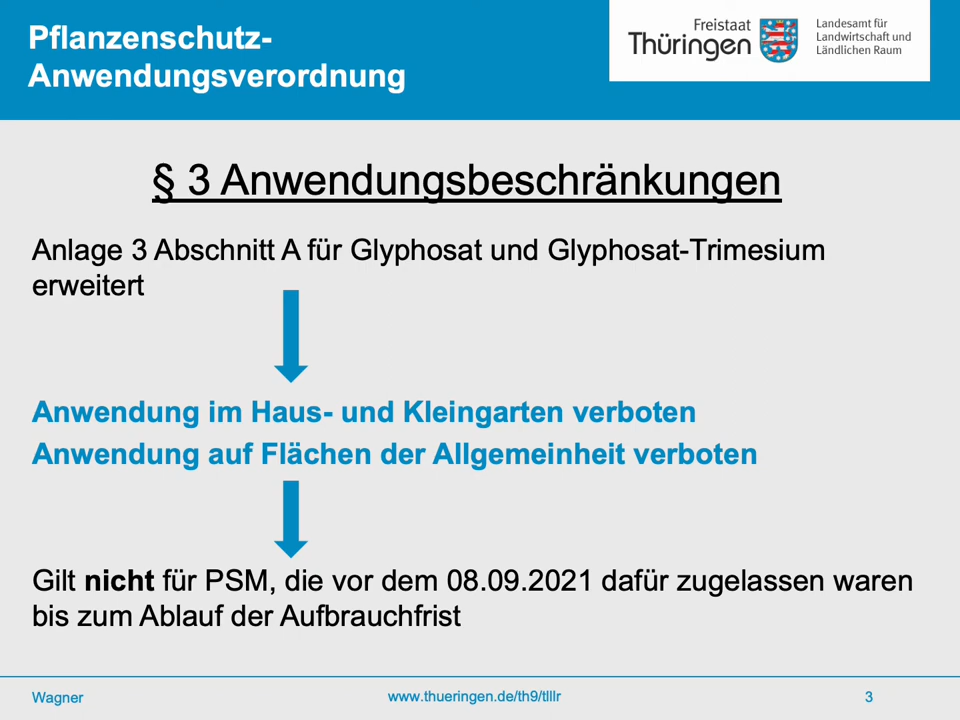 Pflanzenschutz-
Anwendungsverordnung
Freistaat
Thüringen
Landesamt für
Landwirtschaft und
Ländlichen Raum
§ 3 Anwendungsbeschränkungen
Anlage 3 Abschnitt A für Glyphosat und Glyphosat-Trimesium
erweitert
Anwendung im Haus- und Kleingarten verboten
Anwendung auf Flächen der Allgemeinheit verboten
Gilt nicht für PSM, die vor dem 08.09.2021 dafür zugelassen waren
bis zum Ablauf der Aufbrauchfrist
Wagner
www.thueringen.de/th9/tlllr
3